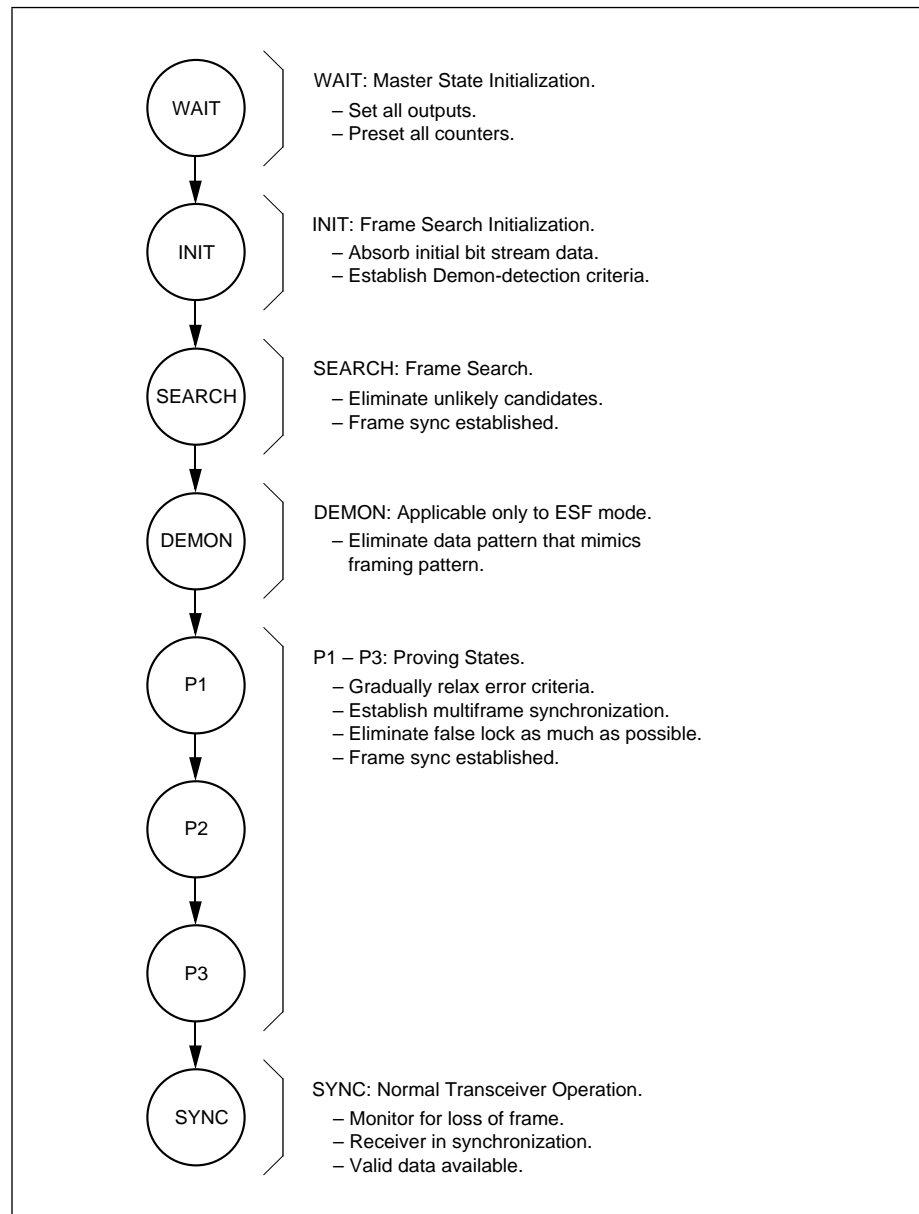 WAIT
WAIT: Master State Initialization.
– Set all outputs.
– Preset all counters.
INIT
INIT: Frame Search Initialization.
– Absorb initial bit stream data.
– Establish Demon-detection criteria.
SEARCH
SEARCH: Frame Search.
– Eliminate unlikely candidates.
– Frame sync established.
DEMON
DEMON: Applicable only to ESF mode.
– Eliminate data pattern that mimics
framing pattern.
P1
P1 – P3: Proving States.
– Gradually relax error criteria.
– Establish multiframe synchronization.
– Eliminate false lock as much as possible.
– Frame sync established.
P2
P3
SYNC
SYNC: Normal Transceiver Operation.
– Monitor for loss of frame.
– Receiver in synchronization.
– Valid data available.